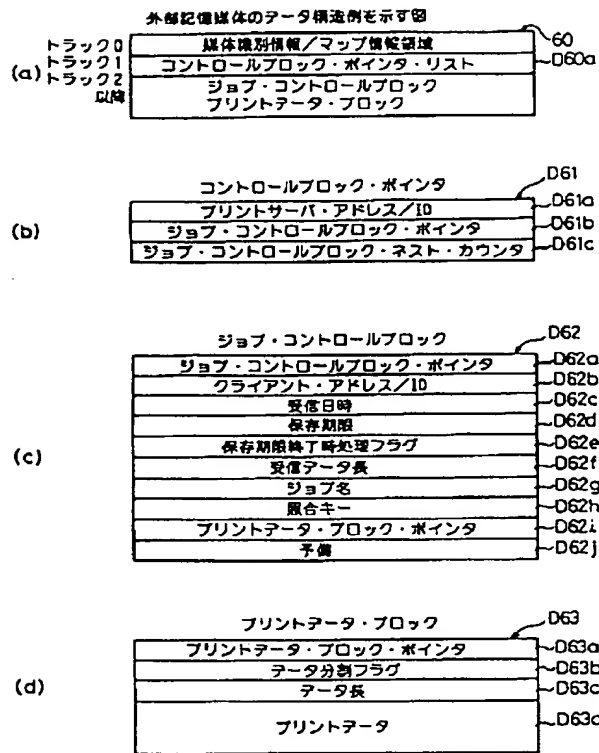 外部記憶媒体のデータ構造例を示す図
60
(a)
トラック0 媒体識別情報/マップ情報領域
トラック1 コントロールブロック・ポインタ・リスト D60a
トラック2以降 ジョブ・コントロールブロック
プリントデータ・ブロック
コントロールブロック・ポインタ D61
(b)
プリントサーバ・アドレス/ID D61a
ジョブ・コントロールブロック・ポインタ D61b
ジョブ・コントロールブロック・ネスト・カウンタ D61c
ジョブ・コントロールブロック D62
(c)
ジョブ・コントロールブロック・ポインタ D62a
クライアント・アドレス/ID D62b
受信日時 D62c
保存期限 D62d
保存期限終了時処理フラグ D62e
受信データ長 D62f
ジョブ名 D62g
照合キー D62h
プリントデータ・ブロック・ポインタ D62i
予備 D62j
プリントデータ・ブロック D63
(d)
プリントデータ・ブロック・ポインタ D63a
データ分割フラグ D63b
データ長 D63c
プリントデータ D63d